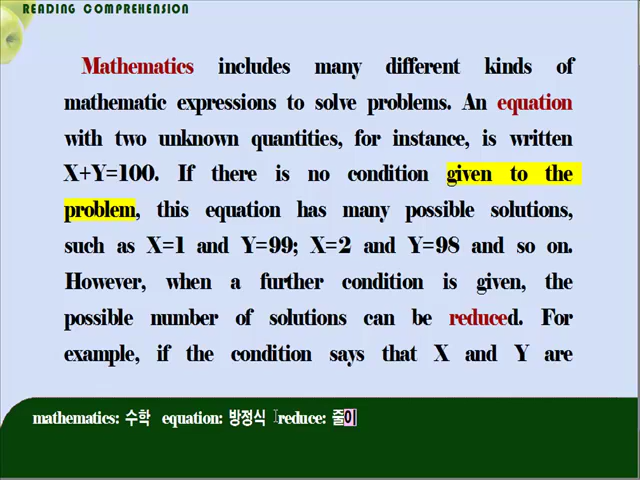 READING COMPREHENSION
Mathematics includes many different kinds of
mathematic expressions to solve problems. An equation
with two unknown quantities, for instance, is written
X+Y=100. If there is no condition given to the
problem, this equation has many possible solutions,
such as X=1 and Y=99; X=2 and Y=98 and so on.
However, when a further condition is given, the
possible number of solutions can be reduced. For
example, if the condition says that X and Y are
mathematics: 수학 equation: 방정식 reduce: 줄이